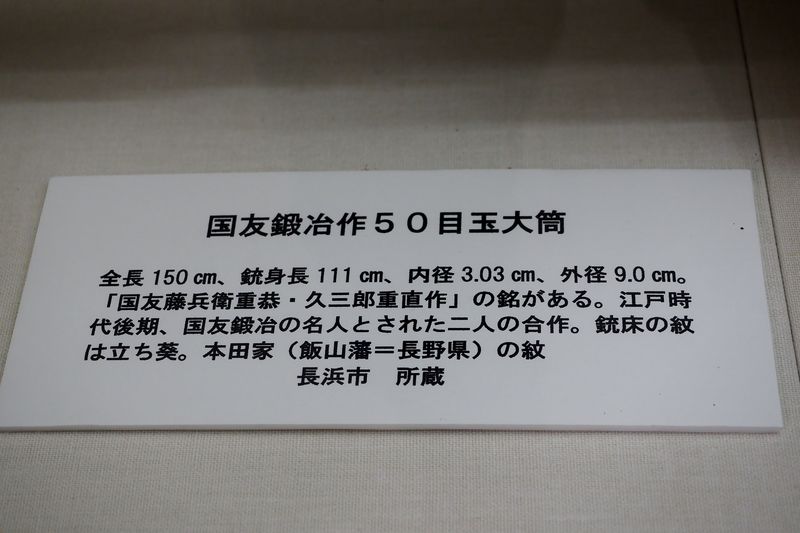 国友鍛冶作５０目玉大筒
全長 150 ㎝、銃身長 111 ㎝、内径 3.03 ㎝、外径 9.0 ㎝。
「国友藤兵衛重恭・久三郎重直作」の銘がある。江戸時
代後期、国友鍛冶の名人とされた二人の合作。銃床の紋
は立ち葵。本田家（飯山藩＝長野県）の紋
長浜市　所蔵